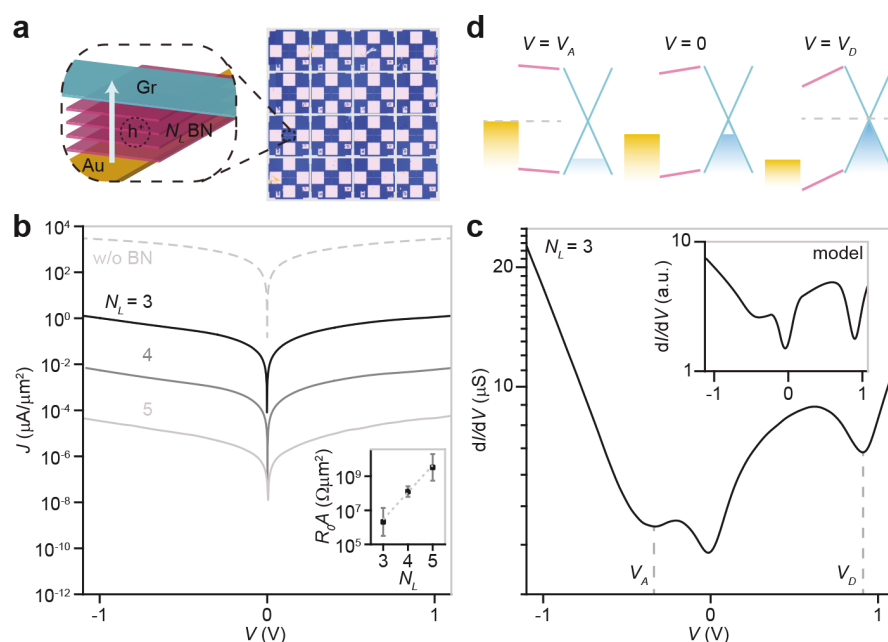 a
Gr
h⁺
N_L BN
Au
d
V = V_A
V = 0
V = V_D
b
10⁴
10²
10⁰
10⁻²
10⁻⁴
10⁻⁶
10⁻⁸
10⁻¹⁰
10⁻¹²
J (µA/µm²)
w/o BN
N_L = 3
4
5
-1
0
1
V (V)
R₀A (Ωµm²)
10⁹
10⁷
10⁵
3 4 5
N_L
c
N_L = 3
20
10
dI/dV (µS)
V_A
V_D
-1
0
1
V (V)
model
10
1
dI/dV (a.u.)
-1
0
1